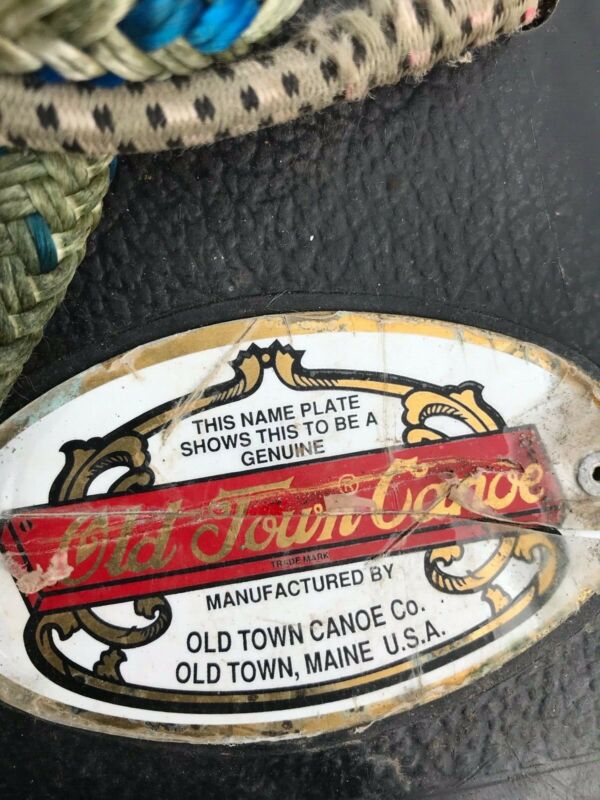 THIS NAME PLATE
SHOWS THIS TO BE A
GENUINE
Old Town® Canoe
TRADE MARK
MANUFACTURED BY
OLD TOWN CANOE Co.
OLD TOWN, MAINE U.S.A.